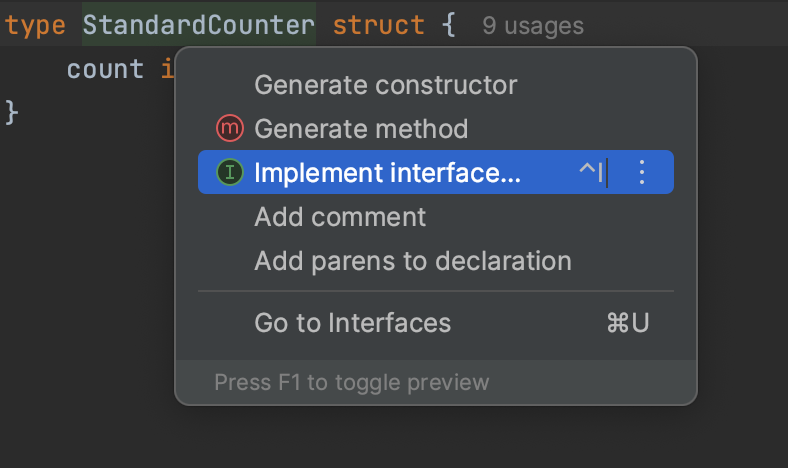 type StandardCounter struct { 9 usages
count i
}
Generate constructor
m Generate method
I Implement interface... ^I
Add comment
Add parens to declaration
Go to Interfaces ⌘U
Press F1 to toggle preview